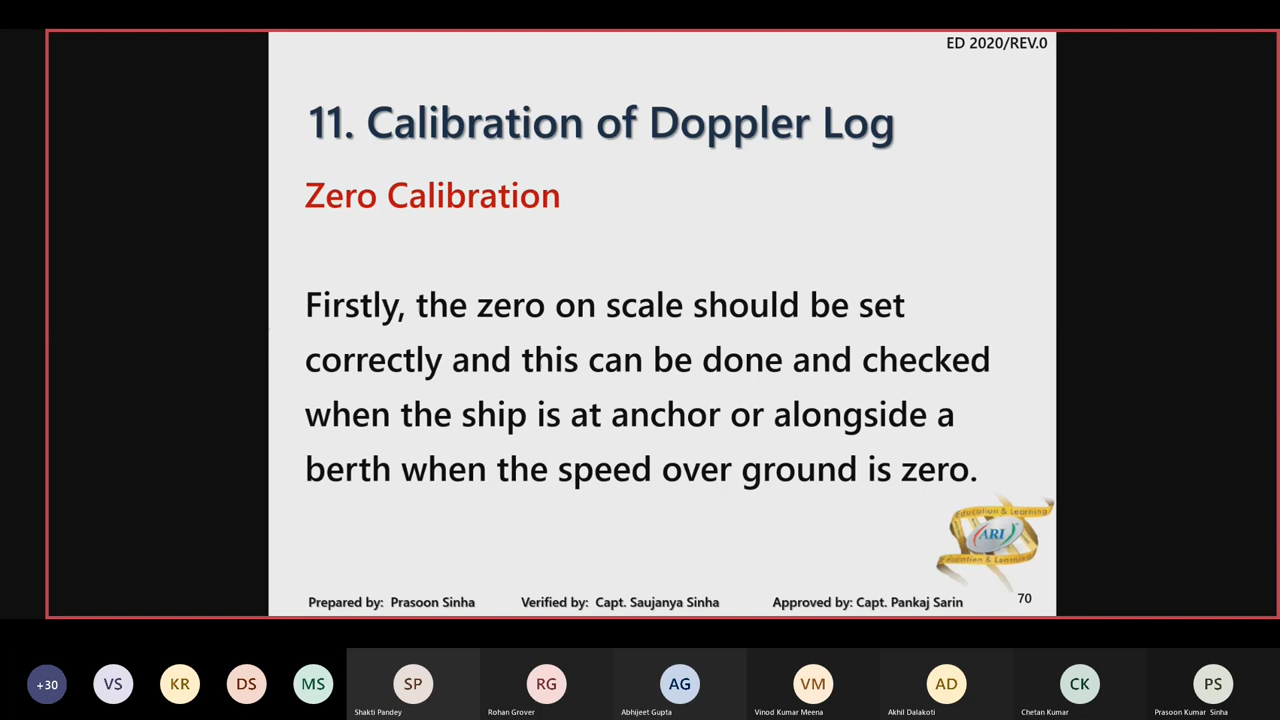 ED 2020/REV.0
11. Calibration of Doppler Log
Zero Calibration
Firstly, the zero on scale should be set
correctly and this can be done and checked
when the ship is at anchor or alongside a
berth when the speed over ground is zero.
Education & Learning
ARI
Education & Learning
Prepared by: Prasoon Sinha
Verified by: Capt. Saujanya Sinha
Approved by: Capt. Pankaj Sarin
70
+30
VS
KR
DS
MS
SP
RG
AG
VM
AD
CK
PS
Shakti Pandey
Rohan Grover
Abhijeet Gupta
Vinod Kumar Meena
Akhil Dalakoti
Chetan Kumar
Prasoon Kumar Sinha